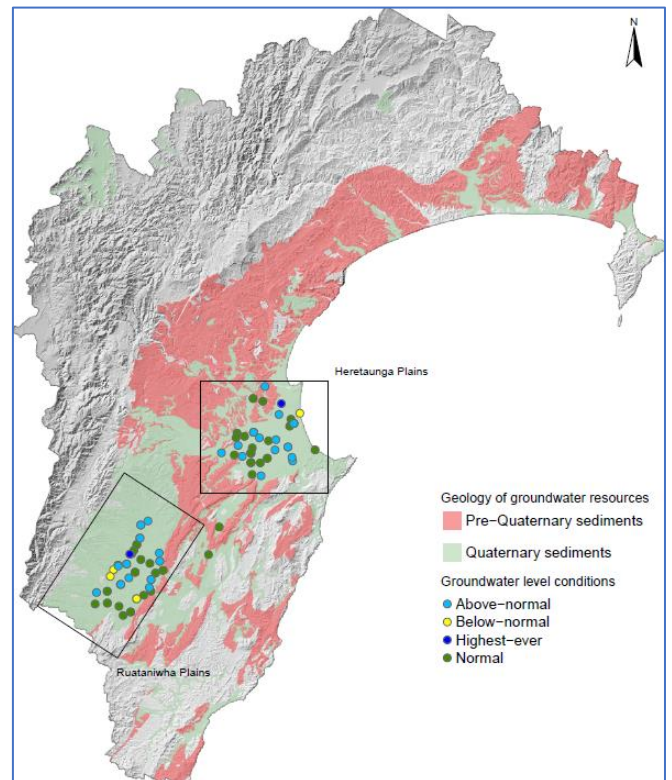 N
Heretaunga Plains
Geology of groundwater resources
Pre−Quaternary sediments
Quaternary sediments
Groundwater level conditions
Above−normal
Below−normal
Highest−ever
Normal
Ruataniwha Plains